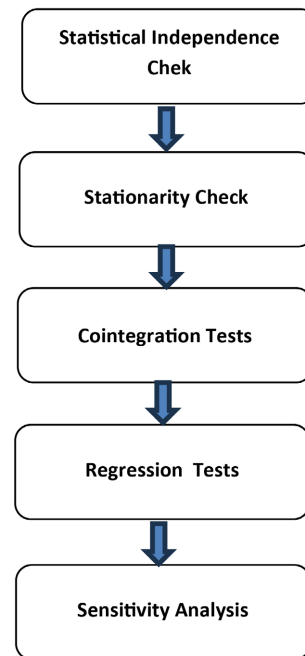 Statistical Independence
Chek
Stationarity Check
Cointegration Tests
Regression Tests
Sensitivity Analysis